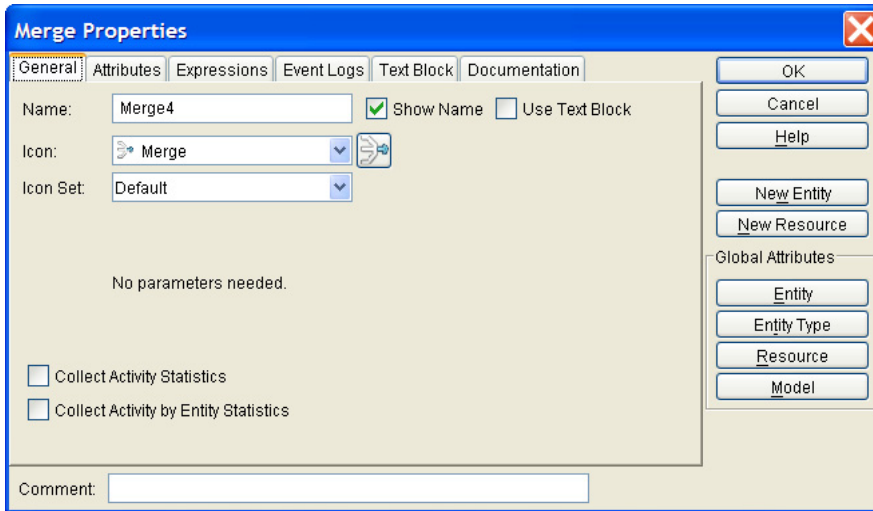 Merge Properties
General Attributes Expressions Event Logs Text Block Documentation
Name: Merge4 Show Name Use Text Block
Icon: Merge
Icon Set: Default
No parameters needed.
Collect Activity Statistics
Collect Activity by Entity Statistics
Comment:
OK
Cancel
Help
New Entity
New Resource
Global Attributes
Entity
Entity Type
Resource
Model